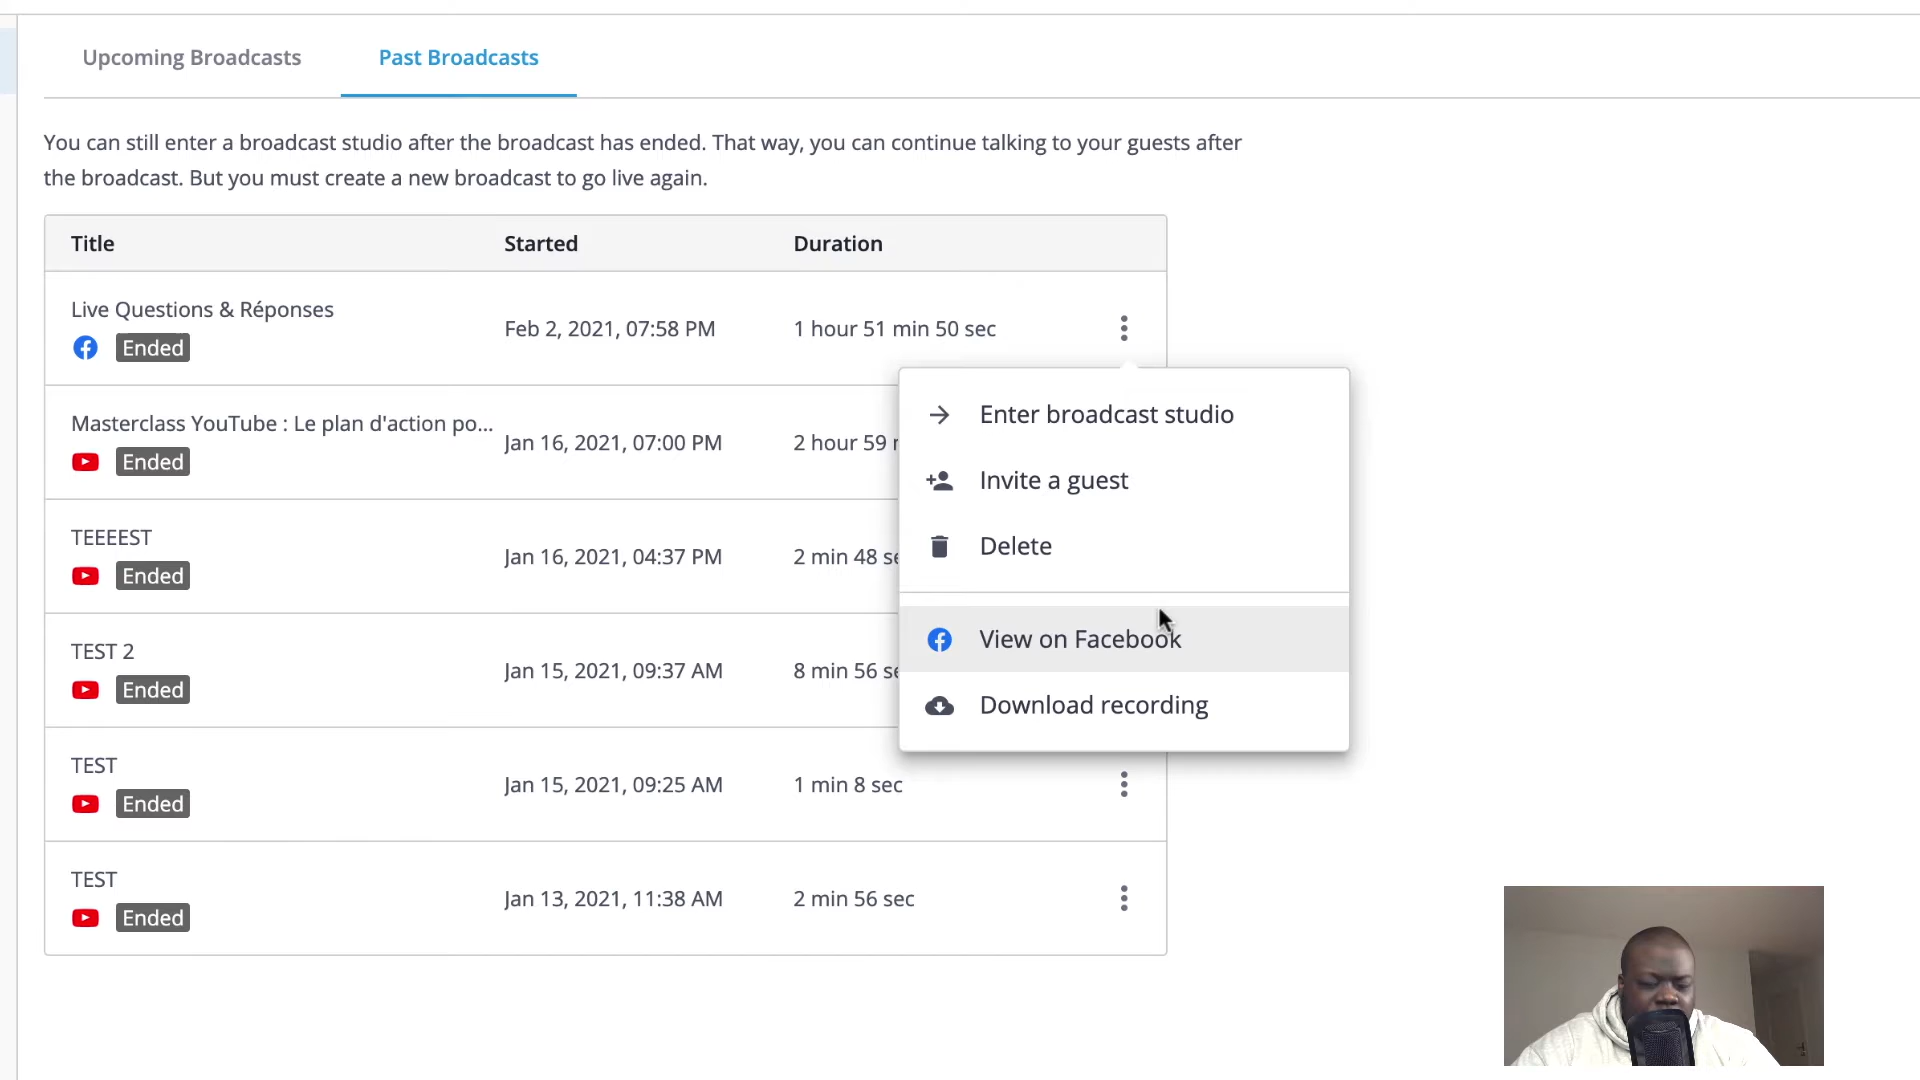 Upcoming Broadcasts
Past Broadcasts
You can still enter a broadcast studio after the broadcast has ended. That way, you can continue talking to your guests after
the broadcast. But you must create a new broadcast to go live again.
Title Started Duration
Live Questions & Réponses
Ended
Feb 2, 2021, 07:58 PM
1 hour 51 min 50 sec
Masterclass YouTube : Le plan d'action po...
Ended
Jan 16, 2021, 07:00 PM
2 hour 59
TEEEEST
Ended
Jan 16, 2021, 04:37 PM
2 min 48
TEST 2
Ended
Jan 15, 2021, 09:37 AM
8 min 56
TEST
Ended
Jan 15, 2021, 09:25 AM
1 min 8 sec
TEST
Ended
Jan 13, 2021, 11:38 AM
2 min 56 sec
Enter broadcast studio
Invite a guest
Delete
View on Facebook
Download recording